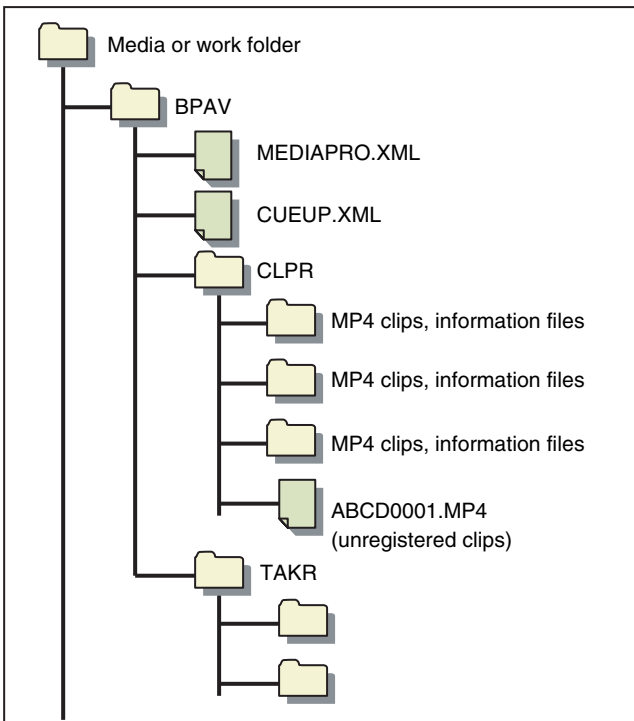 Media or work folder
BPAV
MEDIAPRO.XML
CUEUP.XML
CLPR
MP4 clips, information files
MP4 clips, information files
MP4 clips, information files
ABCD0001.MP4
(unregistered clips)
TAKR